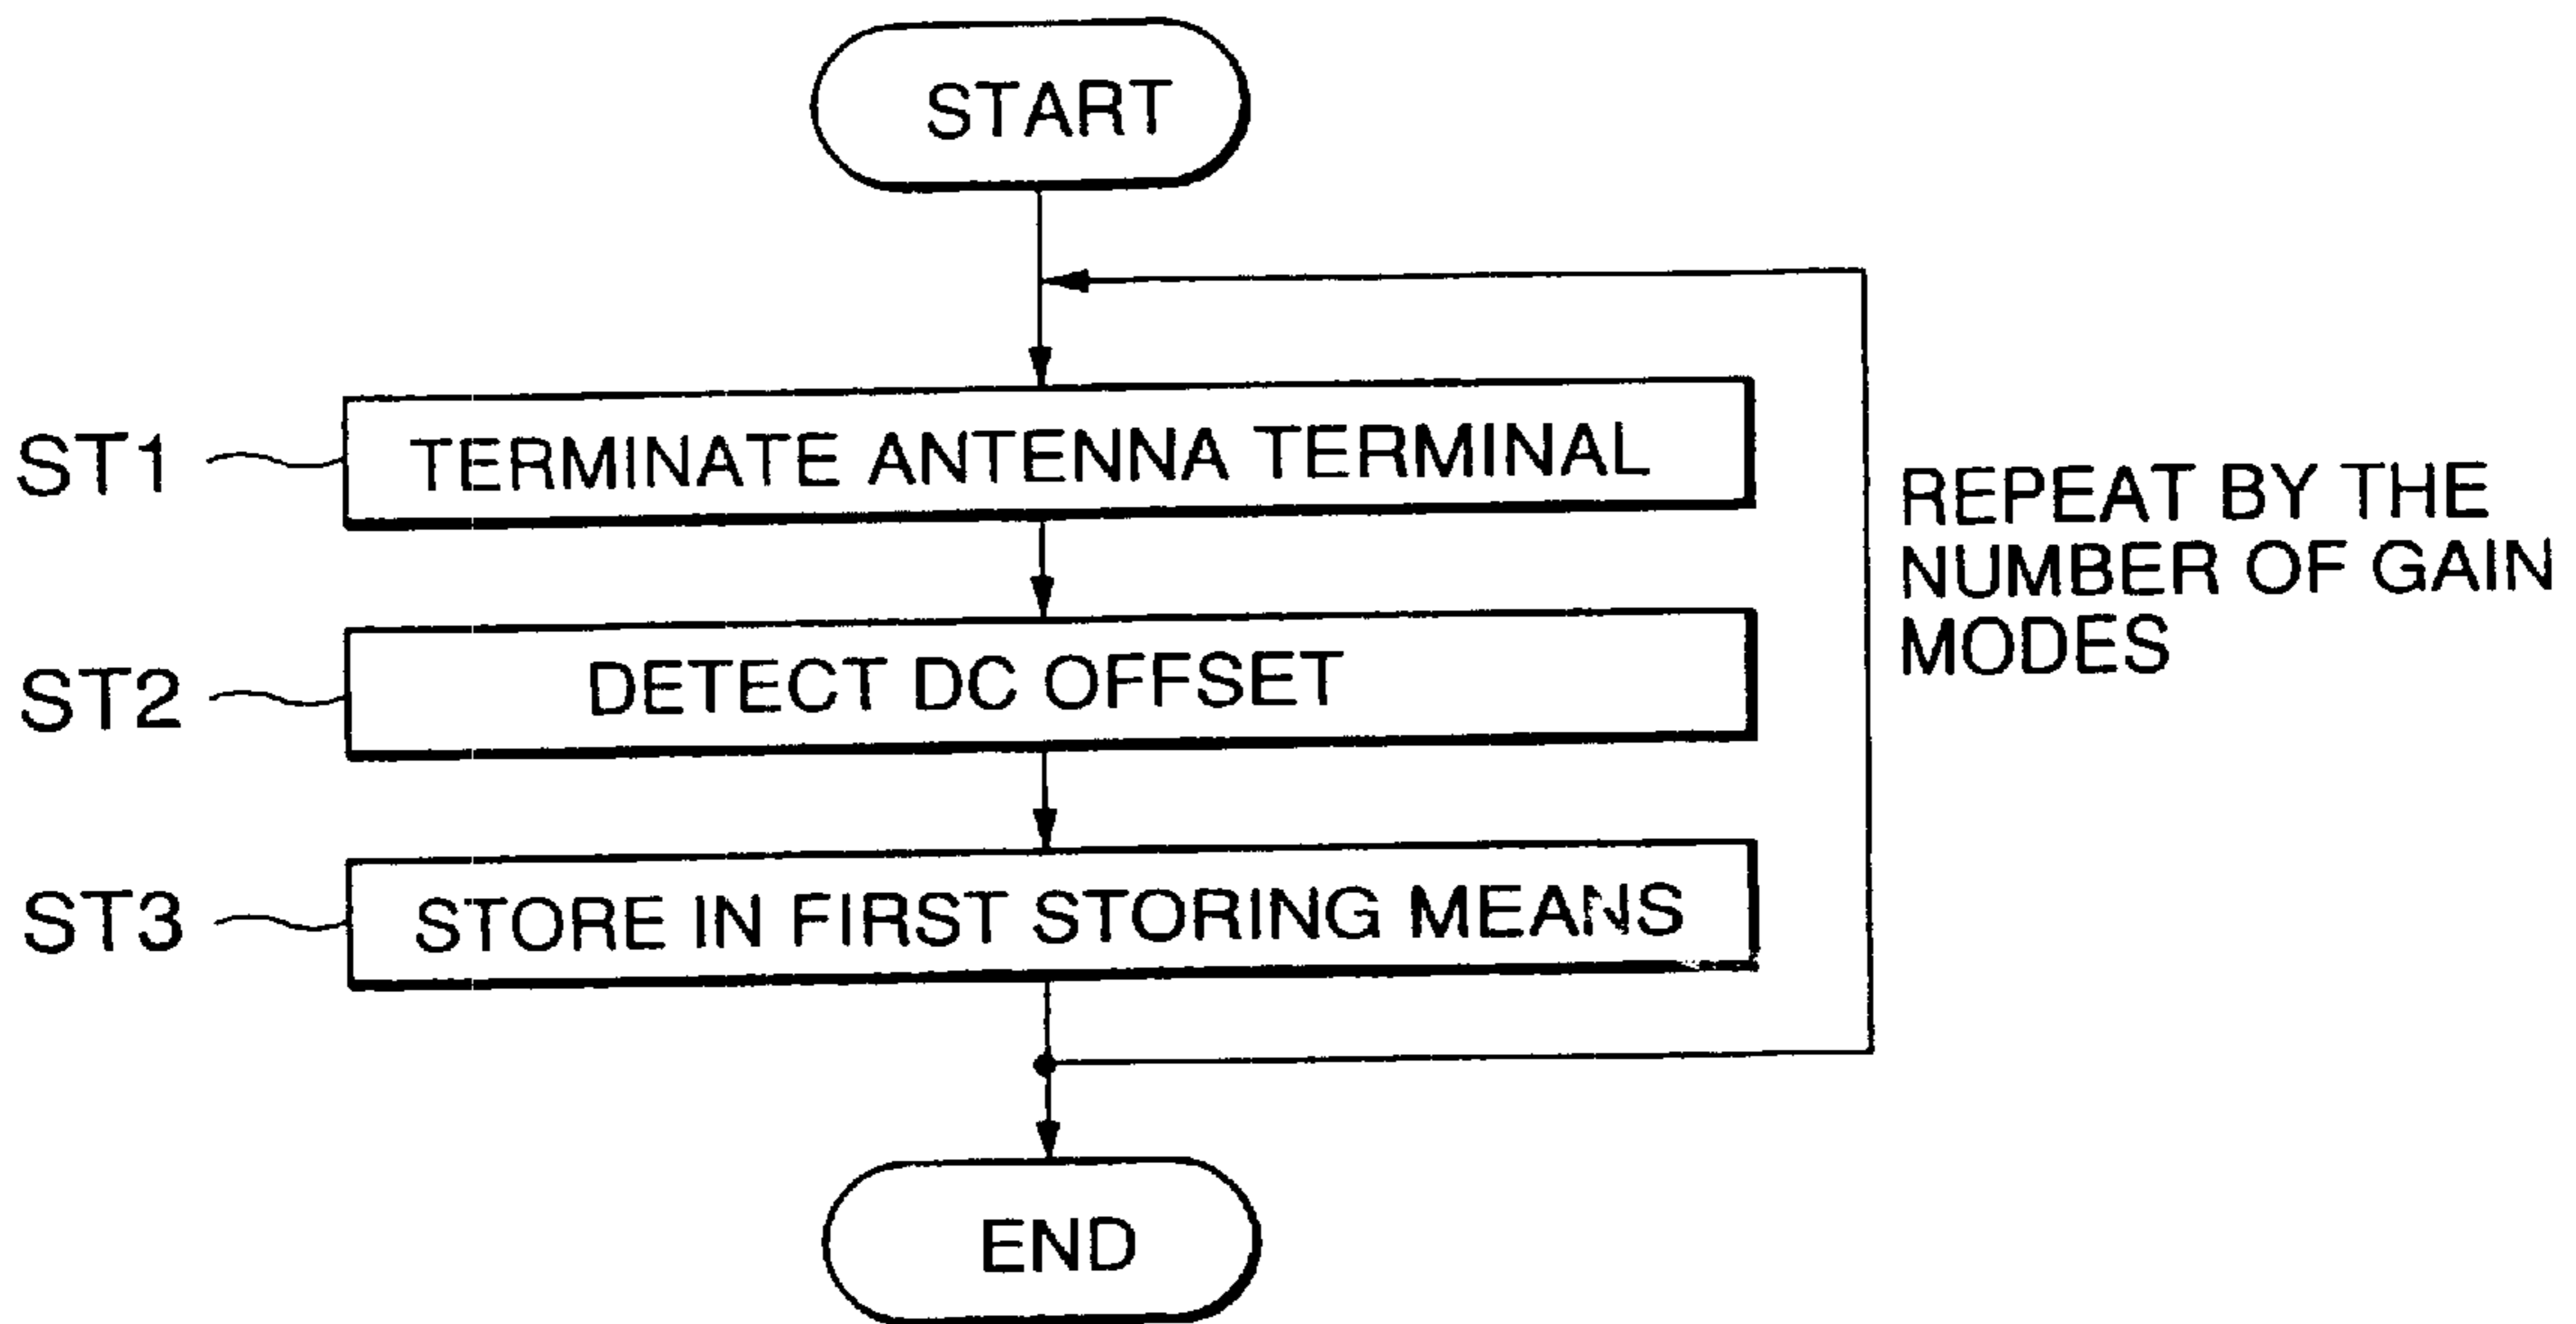 START
ST1
TERMINATE ANTENNA TERMINAL
REPEAT BY THE
NUMBER OF GAIN
MODES
ST2
DETECT DC OFFSET
ST3
STORE IN FIRST STORING MEANS
END